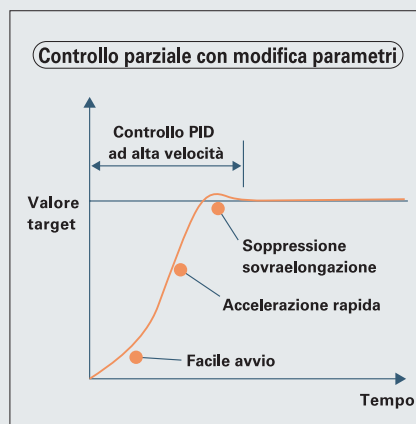 Controllo parziale con modifica parametri
Controllo PID
ad alta velocità
Valore
target
Soppressione
sovraelongazione
Accelerazione rapida
Facile avvio
Tempo